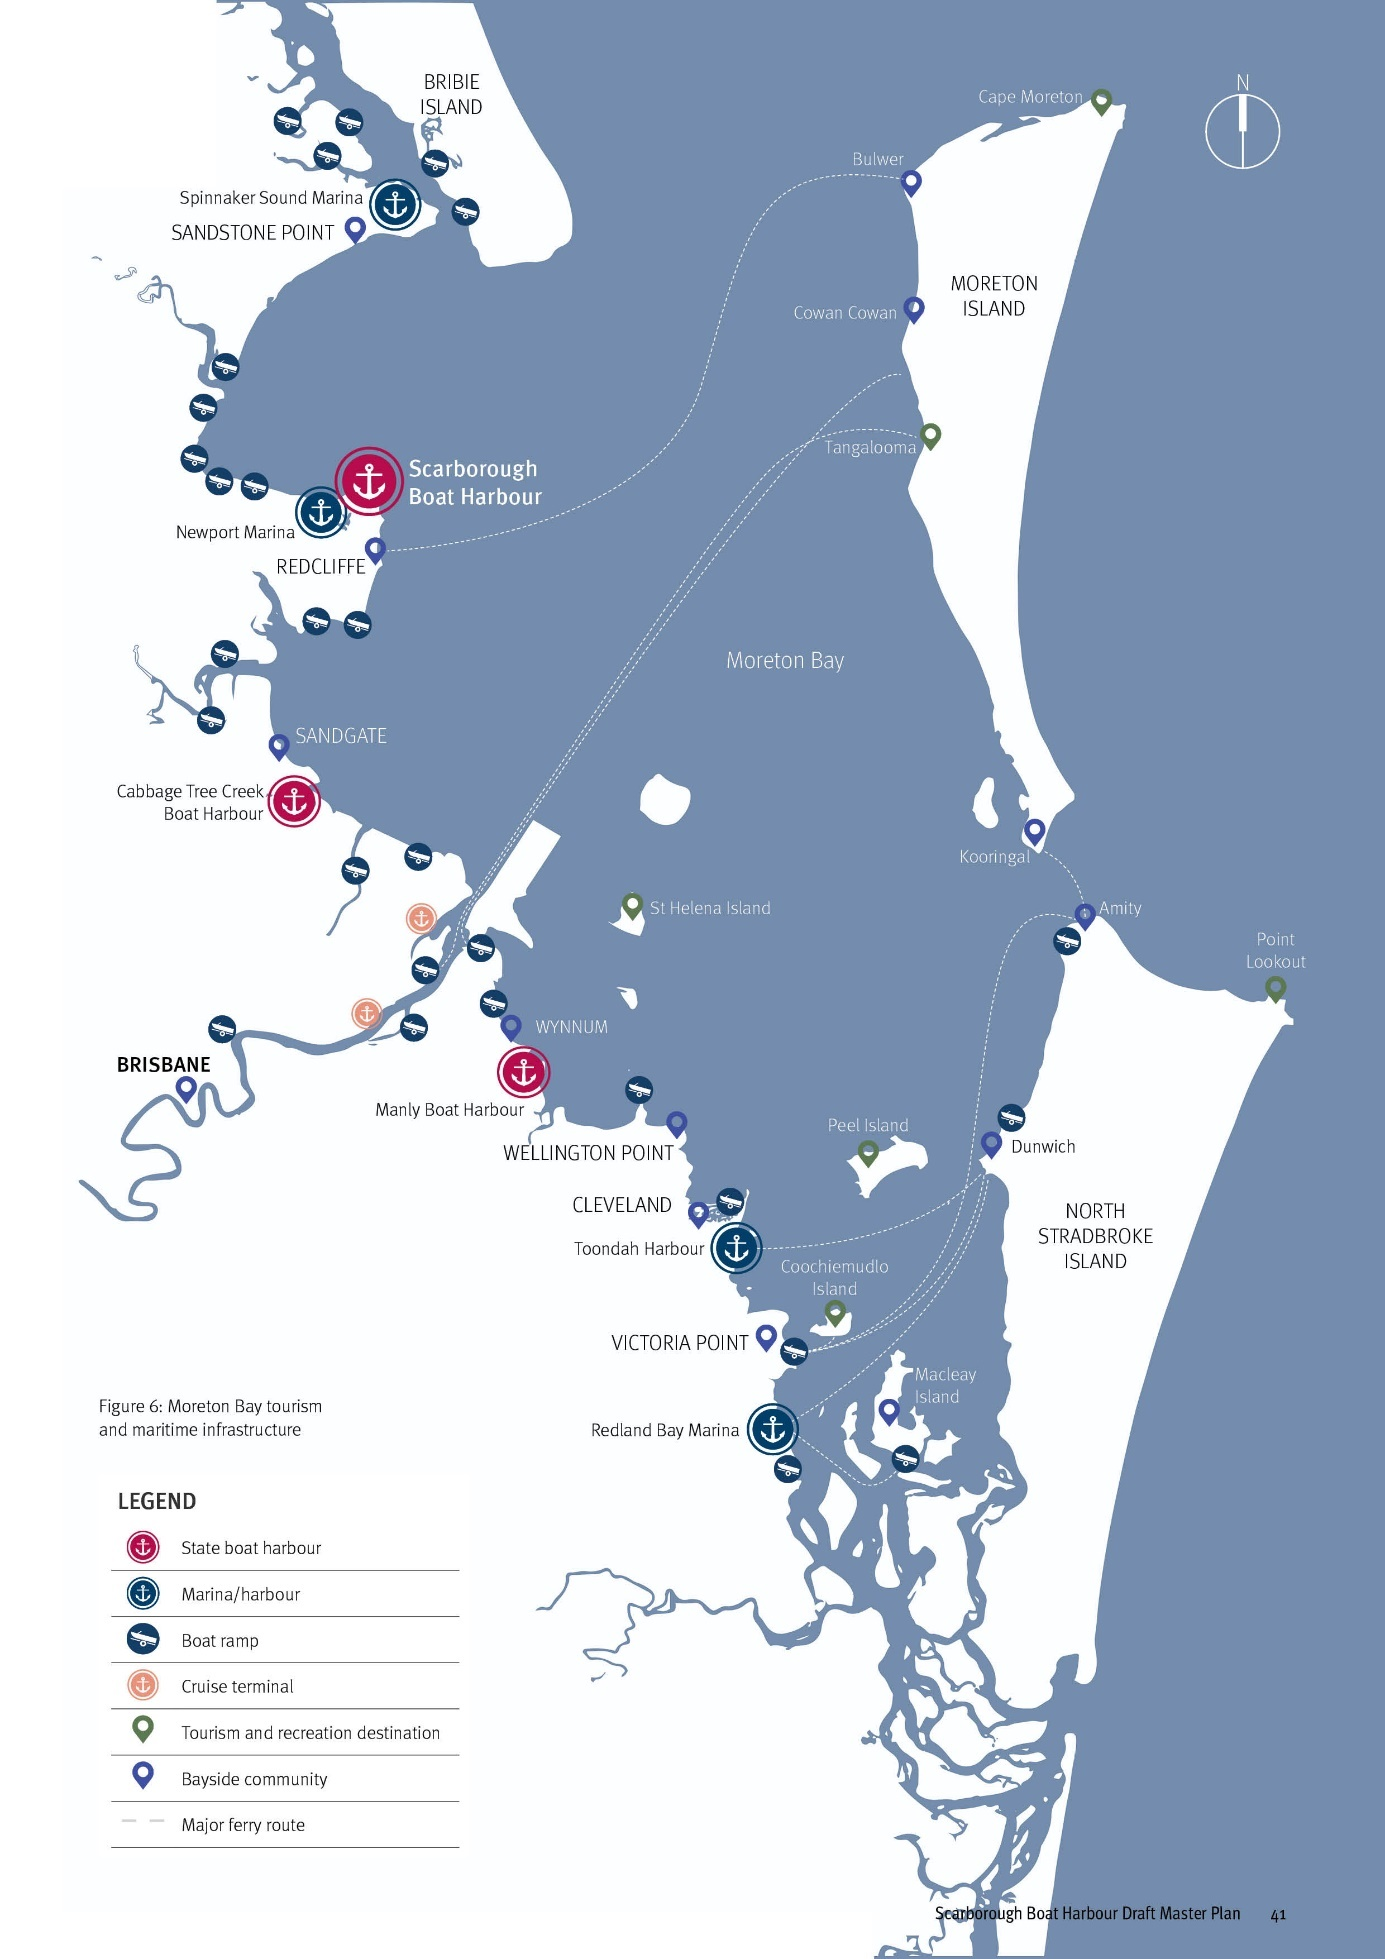 BRIBIE
ISLAND
Cape Moreton
N
Bulwer
Spinnaker Sound Marina
SANDSTONE POINT
MORETON
ISLAND
Cowan Cowan
Tangalooma
Scarborough
Boat Harbour
Newport Marina
REDCLIFFE
Moreton Bay
SANDGATE
Cabbage Tree Creek
Boat Harbour
Kooringal
St Helena Island
Amity
Point
Lookout
WYNNUM
BRISBANE
Manly Boat Harbour
Peel Island
WELLINGTON POINT
Dunwich
CLEVELAND
NORTH
STRADBROKE
ISLAND
Toondah Harbour
Coochiemudlo
Island
VICTORIA POINT
Macleay
Island
Redland Bay Marina
Figure 6: Moreton Bay tourism
and maritime infrastructure
LEGEND
State boat harbour
Marina/harbour
Boat ramp
Cruise terminal
Tourism and recreation destination
Bayside community
Major ferry route
Scarborough Boat Harbour Draft Master Plan 41